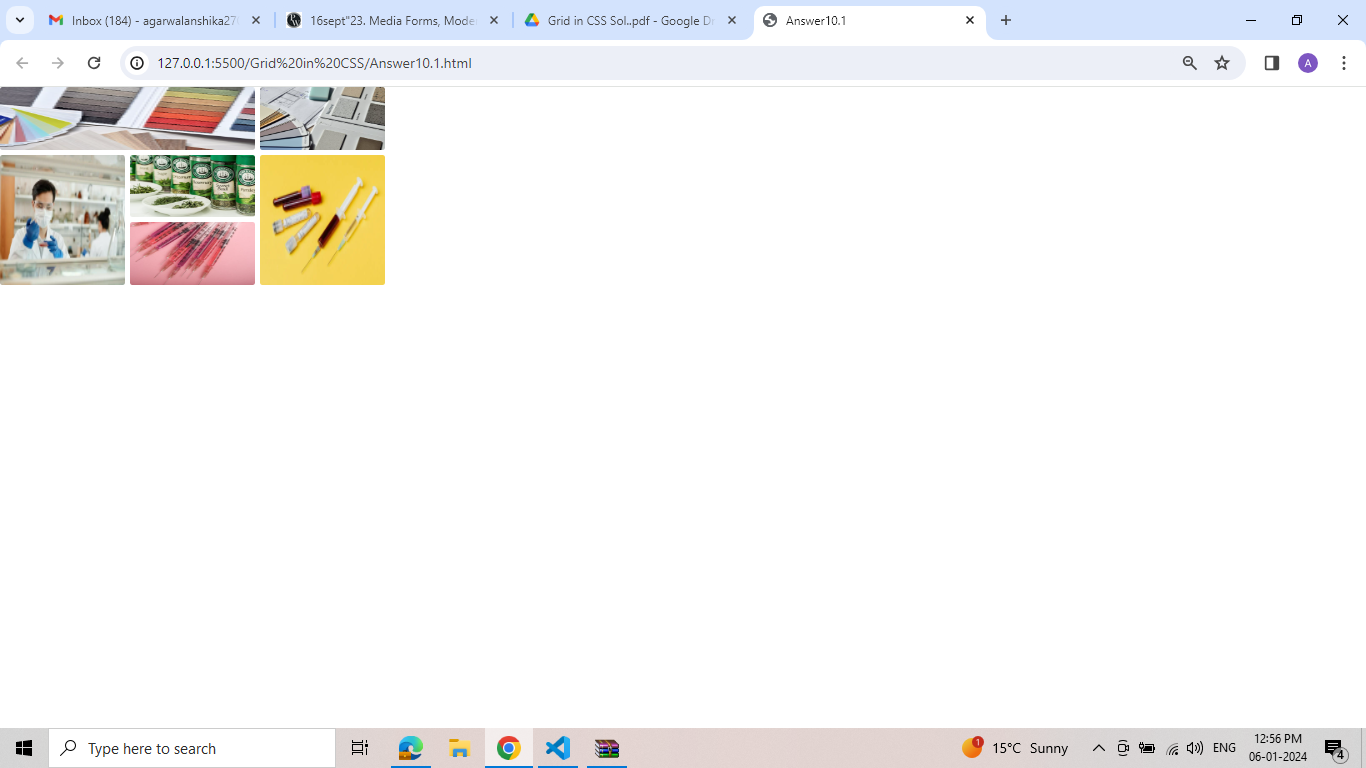 Inbox (184) - agarwalanshika27
16sept"23. Media Forms, Mode
Grid in CSS Sol..pdf - Google D
Answer10.1
127.0.0.1:5500/Grid%20in%20CSS/Answer10.1.html
A
Type here to search
1
15°C Sunny
ENG
12:56 PM
06-01-2024
4